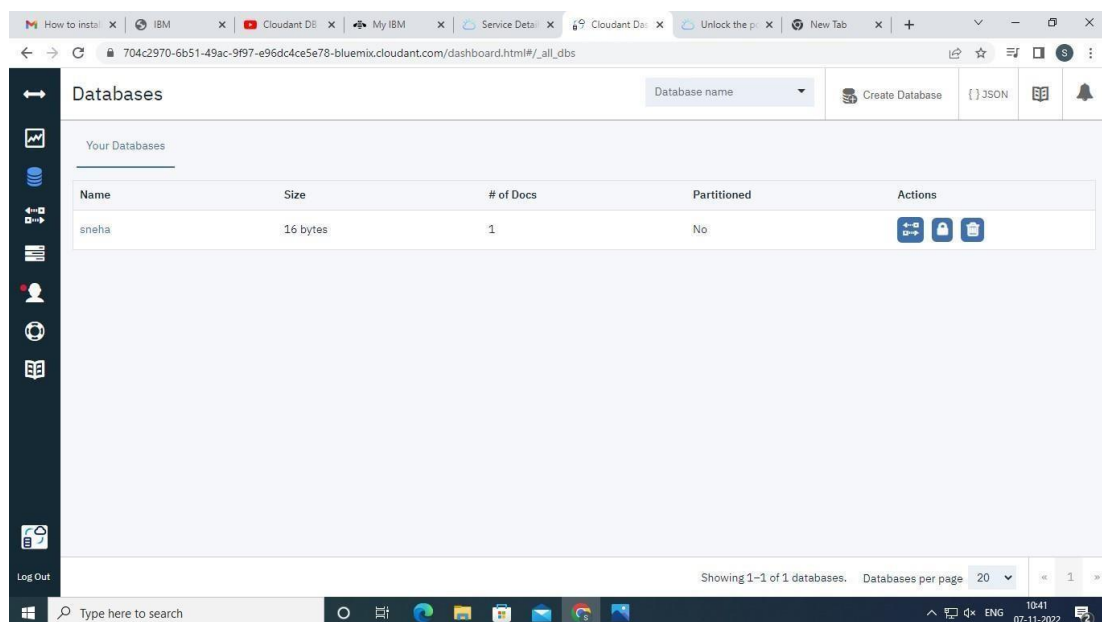 How to instal IBM Cloudant DB My IBM Service Detai Cloudant Das Unlock the po New Tab
704c2970-6b51-49ac-9f97-e96dc4ce5e78-bluemix.cloudant.com/dashboard.html#/_all_dbs
S
Databases
Database name
Create Database
{ } JSON
Your Databases
Name Size # of Docs Partitioned Actions
sneha 16 bytes 1 No
Log Out
Showing 1–1 of 1 databases. Databases per page 20 « 1 »
Type here to search
ENG
10:41
07-11-2022
2